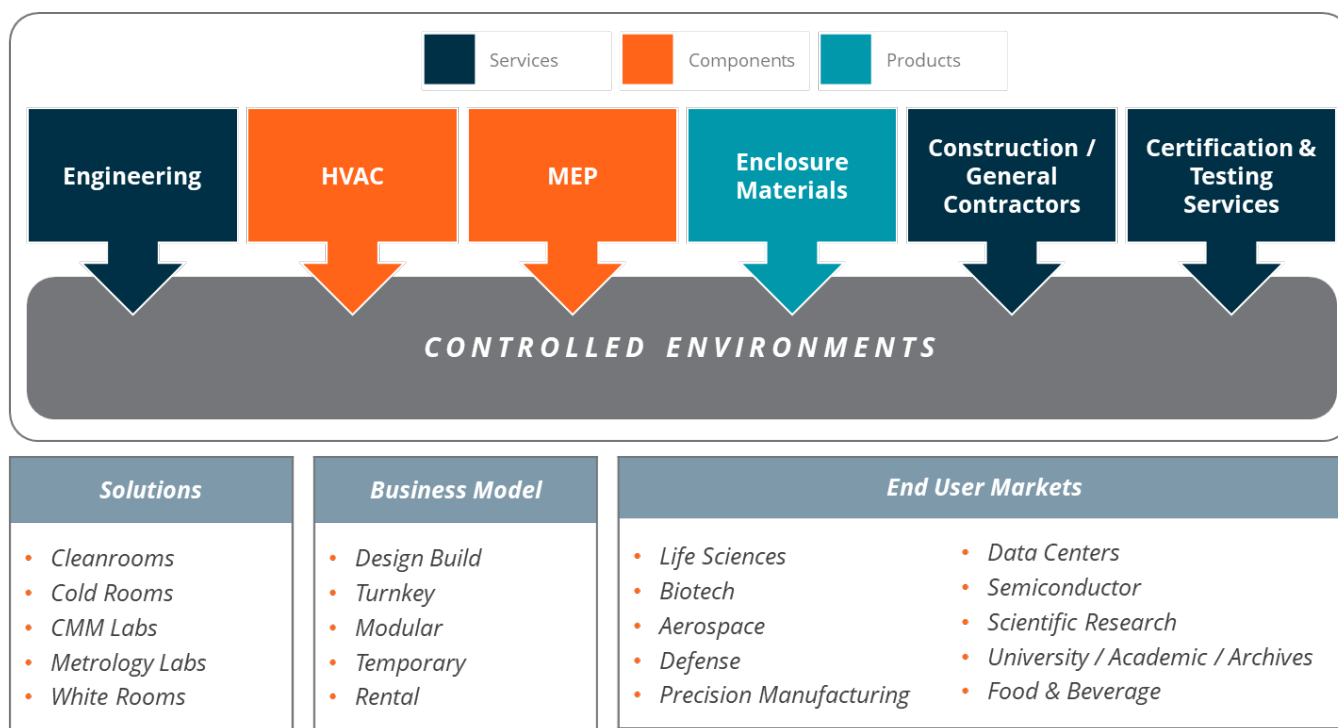 Services
Components
Products
Engineering
HVAC
MEP
Enclosure
Materials
Construction /
General
Contractors
Certification &
Testing
Services
CONTROLLED ENVIRONMENTS
Solutions
Cleanrooms
Cold Rooms
CMM Labs
Metrology Labs
White Rooms
Business Model
Design Build
Turnkey
Modular
Temporary
Rental
End User Markets
Life Sciences
Biotech
Aerospace
Defense
Precision Manufacturing
Data Centers
Semiconductor
Scientific Research
University / Academic / Archives
Food & Beverage